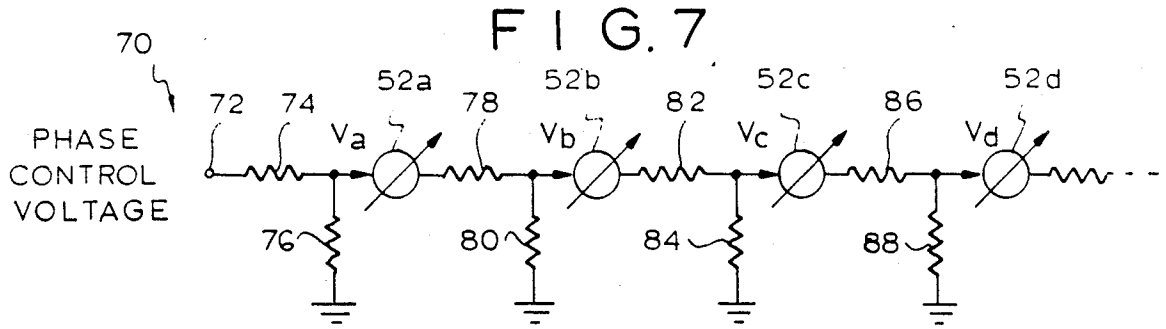 FIG. 7
70
52a
52b
52c
52d
72
74
78
82
86
PHASE
CONTROL
VOLTAGE
Va
Vb
Vc
Vd
76
80
84
88